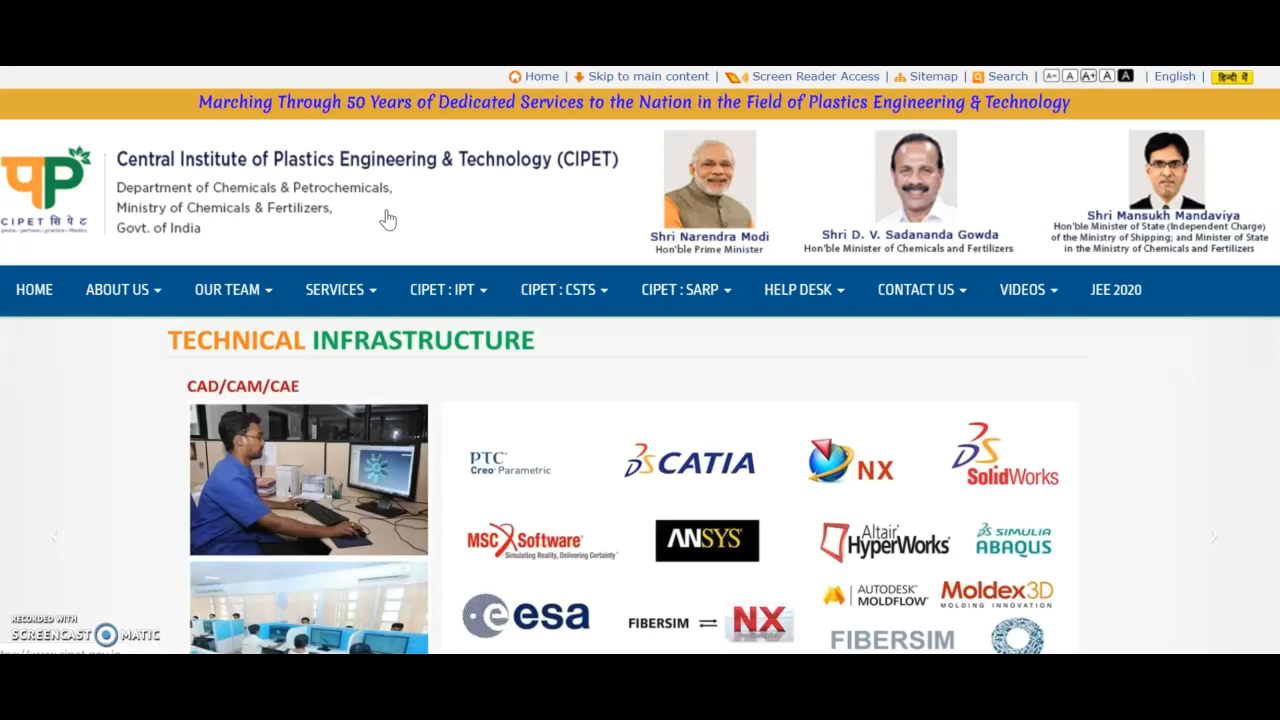 Home | Skip to main content | Screen Reader Access | Sitemap | Search | A- A A+ A A | English | हिन्दी में
Marching Through 50 Years of Dedicated Services to the Nation in the Field of Plastics Engineering & Technology
Central Institute of Plastics Engineering & Technology (CIPET)
Department of Chemicals & Petrochemicals,
Ministry of Chemicals & Fertilizers,
Govt. of India
CIPET सिपेट
Shri Narendra Modi
Hon'ble Prime Minister
Shri D. V. Sadananda Gowda
Hon'ble Minister of Chemicals and Fertilizers
Shri Mansukh Mandaviya
Hon'ble Minister of State (Independent Charge)
of the Ministry of Shipping; and Minister of State
in the Ministry of Chemicals and Fertilizers
HOME ABOUT US OUR TEAM SERVICES CIPET : IPT CIPET : CSTS CIPET : SARP HELP DESK CONTACT US VIDEOS JEE 2020
TECHNICAL INFRASTRUCTURE
CAD/CAM/CAE
PTC
Creo Parametric
CATIA
NX
SolidWorks
MSC Software
Simulating Reality, Delivering Certainty
ANSYS
Altair
HyperWorks
SIMULIA
ABAQUS
esa
FIBERSIM
NX
AUTODESK
MOLDFLOW
Moldex3D
MOLDING INNOVATION
FIBERSIM
RECORDED WITH
SCREENCAST MATIC